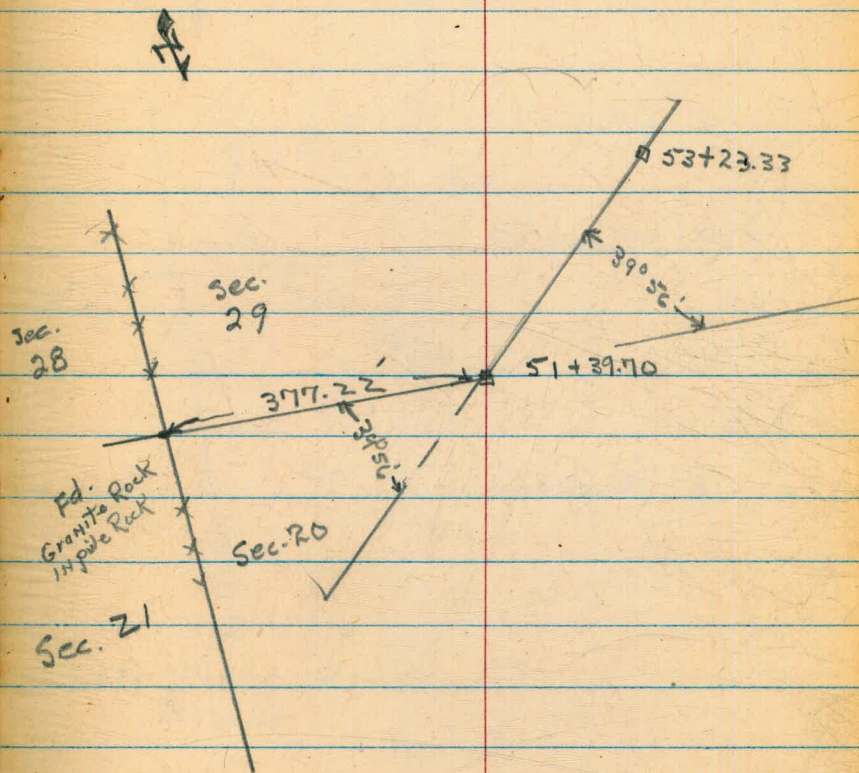 53+23.33
39° 56'
Sec.
29
Sec.
28
51+39.70
377.22'
39° 56'
Fd.
Granite Rock
IN pile Rock
Sec. 20
Sec. 21